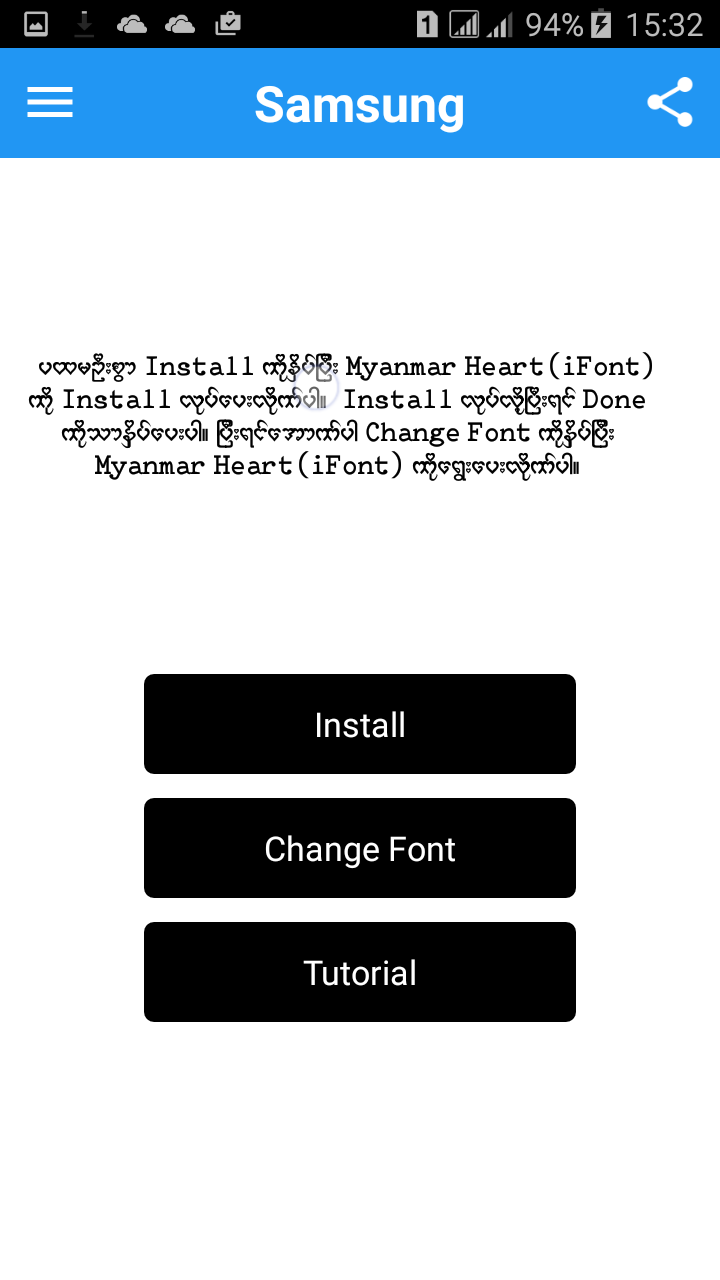 94% 15:32
Samsung
ပထမဦးစွာ Install ကိုနှိပ်ပြီး Myanmar Heart(iFont)
ကို Install လုပ်ပေးလိုက်ပါ။ Install လုပ်လို့ပြီးရင် Done
ကိုသာနှိပ်ပေးပါ။ ပြီးရင်အောက်ပါ Change Font ကိုနှိပ်ပြီး
Myanmar Heart(iFont) ကိုရွေးပေးလိုက်ပါ။
Install
Change Font
Tutorial